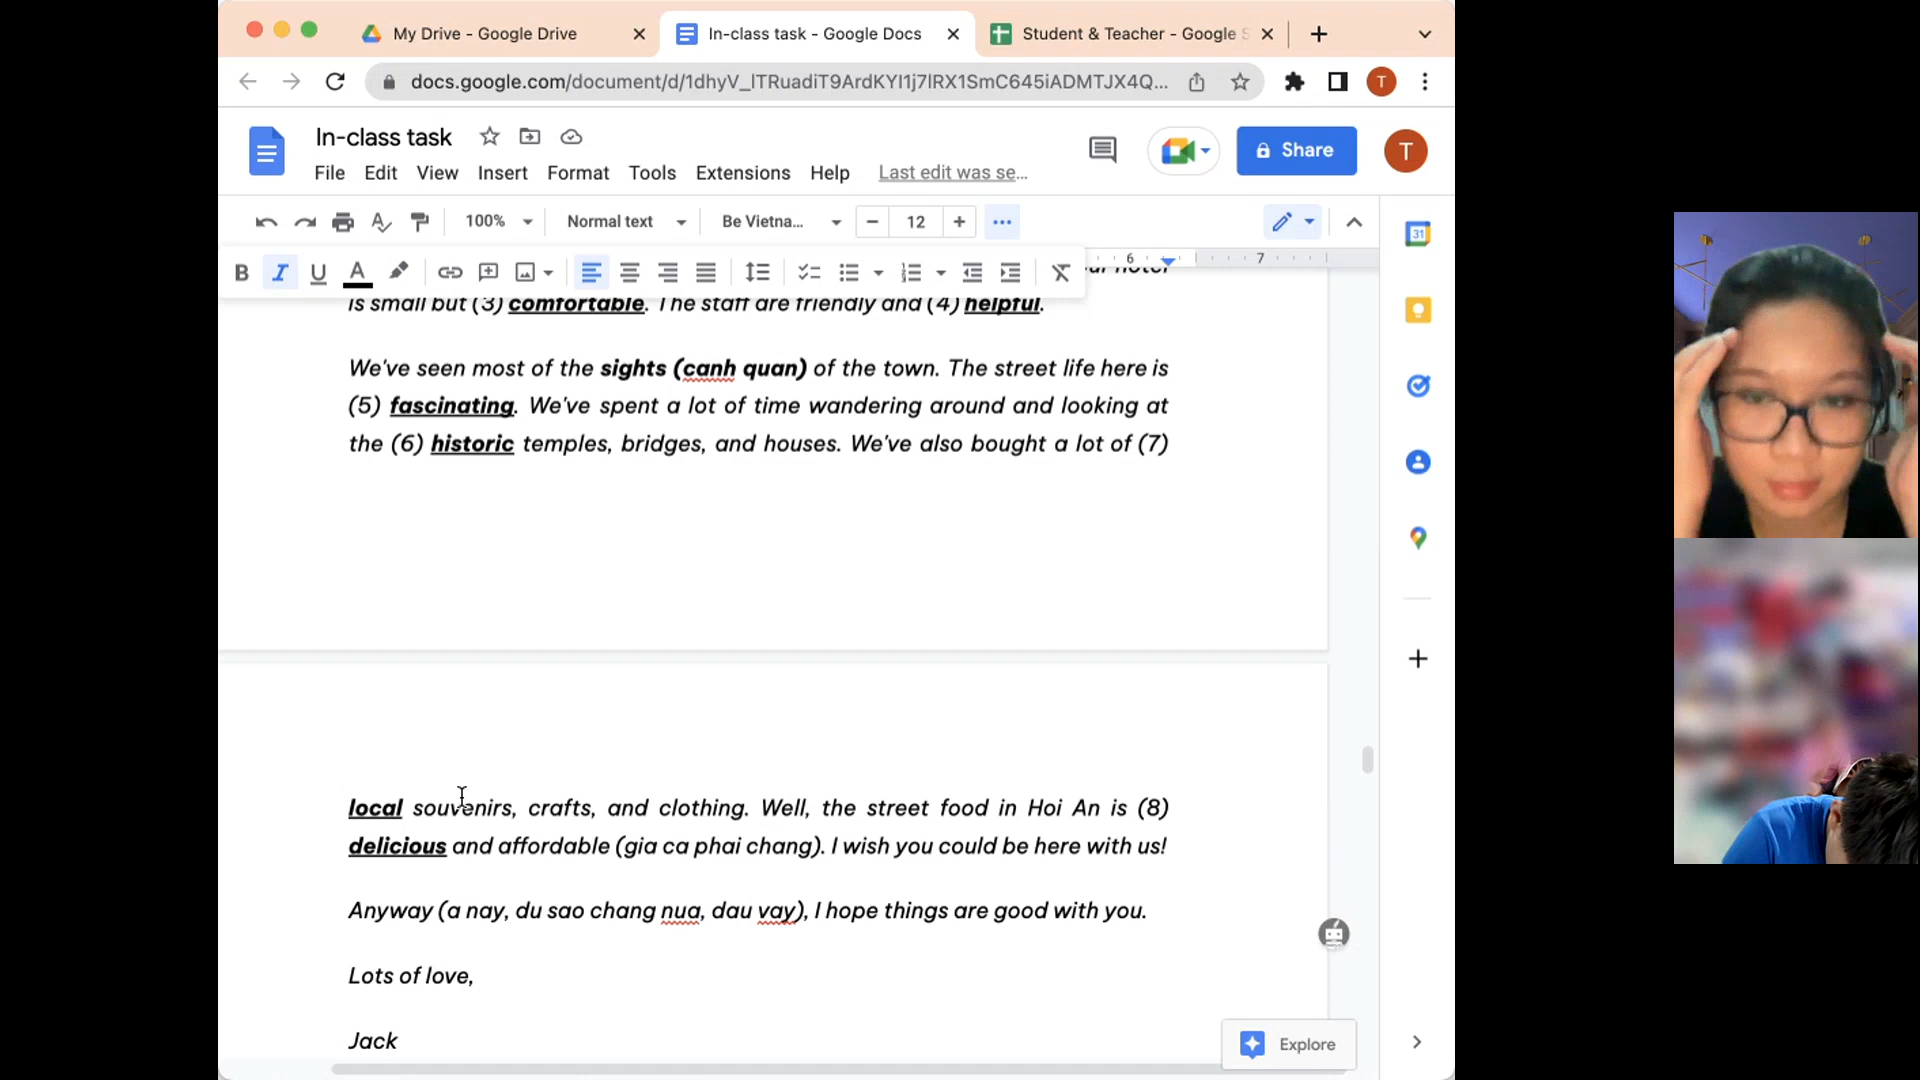 My Drive - Google Drive
In-class task - Google Docs
Student & Teacher - Google S
docs.google.com/document/d/1dhyV_lTRuadiT9ArdKYI1j7lRX1SmC645iADMTJX4Q...
T
In-class task
File Edit View Insert Format Tools Extensions Help Last edit was se...
Share
T
100% Normal text Be Vietna... 12
31
6 7
is small but (3) comfortable. The staff are friendly and (4) helpful.
We've seen most of the sights (canh quan) of the town. The street life here is
(5) fascinating. We've spent a lot of time wandering around and looking at
the (6) historic temples, bridges, and houses. We've also bought a lot of (7)
local souvenirs, crafts, and clothing. Well, the street food in Hoi An is (8)
delicious and affordable (gia ca phai chang). I wish you could be here with us!
Anyway (a nay, du sao chang nua, dau vay), I hope things are good with you.
Lots of love,
Jack
Explore